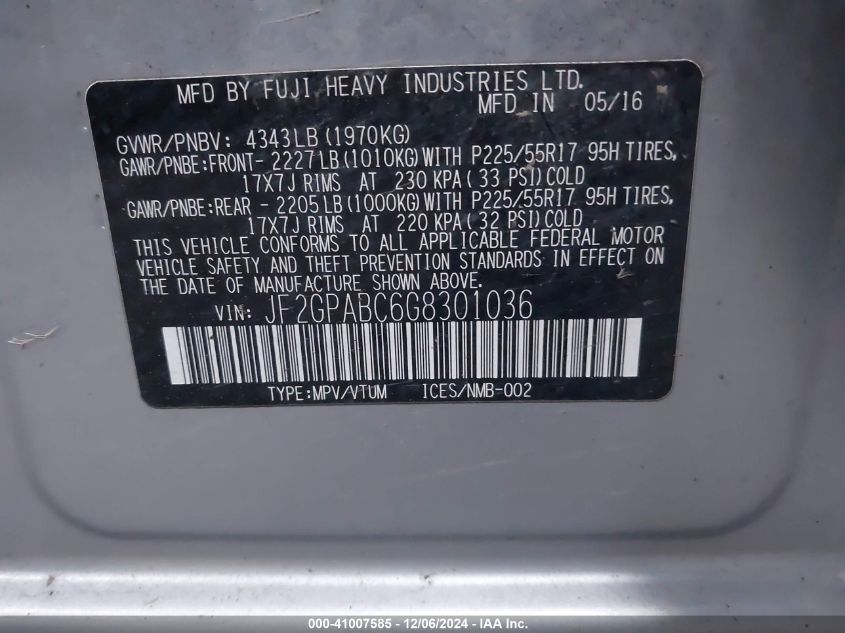 MFD BY FUJI HEAVY INDUSTRIES LTD.
MFD IN 05/16
GVWR/PNBV: 4343LB (1970KG)
GAWR/PNBE:FRONT- 2227LB (1010KG) WITH P225/55R17 95H TIRES,
17X7J RIMS AT 230 KPA (33 PSI) COLD
GAWR/PNBE:REAR - 2205LB (1000KG) WITH P225/55R17 95H TIRES,
17X7J RIMS AT 220 KPA (32 PSI) COLD
THIS VEHICLE CONFORMS TO ALL APPLICABLE FEDERAL MOTOR
VEHICLE SAFETY AND THEFT PREVENTION STANDARDS IN EFFECT ON
THE DATE OF MANUFACTURE SHOWN ABOVE.
VIN: JF2GPABC6G8301036
TYPE:MPV/VTUM ICES/NMB-002
000-41007585 - 12/06/2024 - IAA Inc.